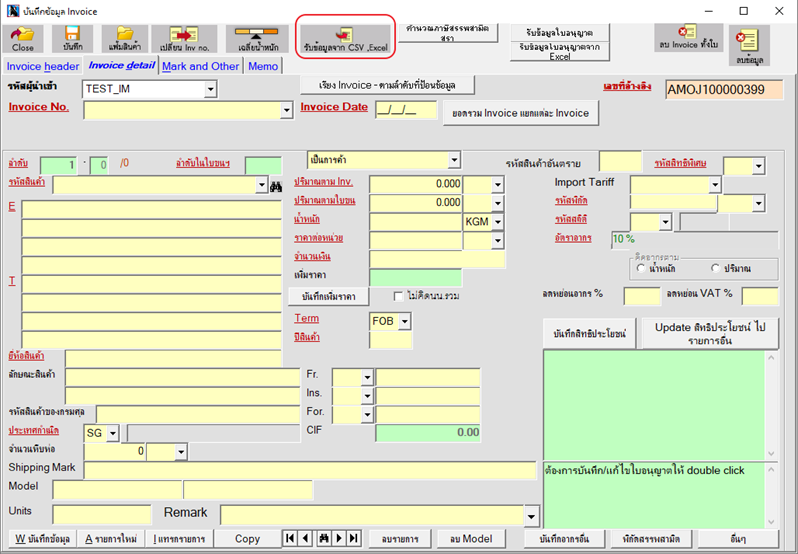 บันทึกข้อมูล Invoice
Close บันทึก เพิ่มสินค้า เปลี่ยน Inv no. เฉลี่ยน้ำหนัก รับข้อมูลจาก CSV ,Excel คำนวณภาษีสรรพสามิต สุรา รับข้อมูลใบอนุญาต ลบ Invoice ทั้งใบ ลบข้อมูล
รับข้อมูลใบอนุญาตจาก Excel
Invoice header Invoice detail Mark and Other Memo
รหัสผู้นำเข้า TEST_IM เรียง Invoice - ตามลำดับที่ป้อนข้อมูล เลขที่อ้างอิง AMOJ100000399
Invoice No. Invoice Date __/__/__ ยอดรวม Invoice แยกแต่ละ Invoice
ลำดับ 1 - 0 /0 ลำดับในใบขนฯ เป็นการค้า รหัสสินค้าอันตราย รหัสสิทธิพิเศษ
รหัสสินค้า ปริมาณตาม Inv. 0.000 Import Tariff
E ปริมาณตามใบขน 0.000 รหัสพิกัด
น้ำหนัก KGM รหัสสถิติ
ราคาต่อหน่วย อัตราอากร 10 %
จำนวนเงิน คิดอากรตาม
T เพิ่มราคา น้ำหนัก ปริมาณ
บันทึกเพิ่มราคา ไม่คิดนน.รวม ลดหย่อนอากร % ลดหย่อน VAT %
Term FOB
ปีสินค้า บันทึกสิทธิประโยชน์ Update สิทธิประโยชน์ ไป รายการอื่น
ยี่ห้อสินค้า
ลักษณะสินค้า Fr.
Ins.
รหัสสินค้าของกรมศุล For.
ประเทศกำเนิด SG CIF 0.00
จำนวนหีบห่อ 0
Shipping Mark ต้องการบันทึก/แก้ไขใบอนุญาตให้ double click
Model
Units Remark
W บันทึกข้อมูล A รายการใหม่ I แทรกรายการ Copy ลบรายการ ลบ Model บันทึกอากรอื่น พิกัดสรรพสามิต อื่นๆ